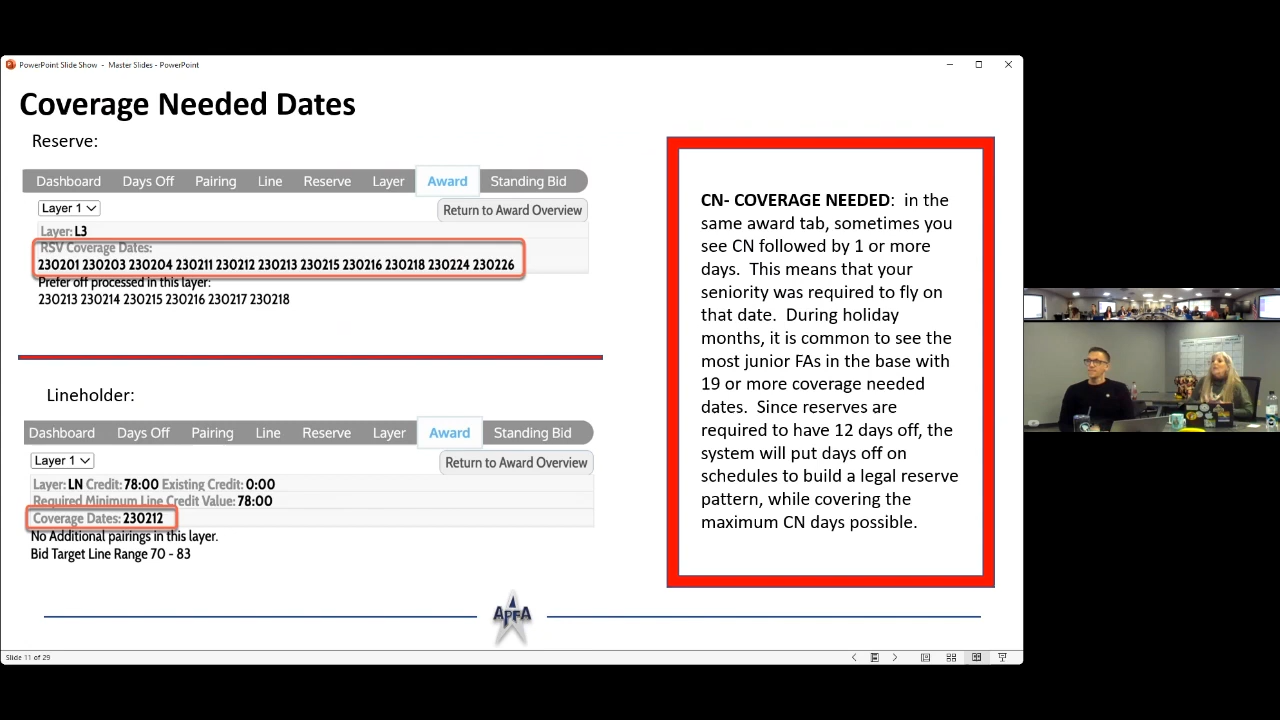 PowerPoint Slide Show - Master Slides - PowerPoint
Coverage Needed Dates
Reserve:
Dashboard Days Off Pairing Line Reserve Layer Award Standing Bid
Layer 1
Return to Award Overview
Layer: L3
RSV Coverage Dates:
230201 230203 230204 230211 230212 230213 230215 230216 230218 230224 230226
Prefer off processed in this layer:
230213 230214 230215 230216 230217 230218
Lineholder:
Dashboard Days Off Pairing Line Reserve Layer Award Standing Bid
Layer 1
Return to Award Overview
Layer: LN Credit: 78:00 Existing Credit: 0:00
Required Minimum Line Credit Value: 78:00
Coverage Dates: 230212
No Additional pairings in this layer.
Bid Target Line Range 70 - 83
CN- COVERAGE NEEDED: in the
same award tab, sometimes you
see CN followed by 1 or more
days. This means that your
seniority was required to fly on
that date. During holiday
months, it is common to see the
most junior FAs in the base with
19 or more coverage needed
dates. Since reserves are
required to have 12 days off, the
system will put days off on
schedules to build a legal reserve
pattern, while covering the
maximum CN days possible.
APFA
Slide 11 of 29